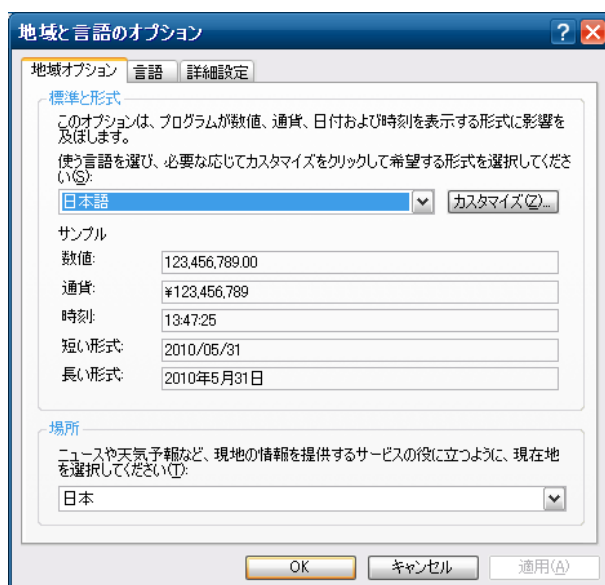 地域と言語のオプション
地域オプション 言語 詳細設定
標準と形式
このオプションは、プログラムが数値、通貨、日付および時刻を表示する形式に影響を
及ぼします。
使う言語を選び、必要な応じてカスタマイズをクリックして希望する形式を選択してくださ
い(S):
日本語 カスタマイズ(Z)...
サンプル
数値: 123,456,789.00
通貨: ¥123,456,789
時刻: 13:47:25
短い形式: 2010/05/31
長い形式: 2010年5月31日
場所
ニュースや天気予報など、現地の情報を提供するサービスの役に立つように、現在地
を選択してください(T):
日本
OK キャンセル 適用(A)